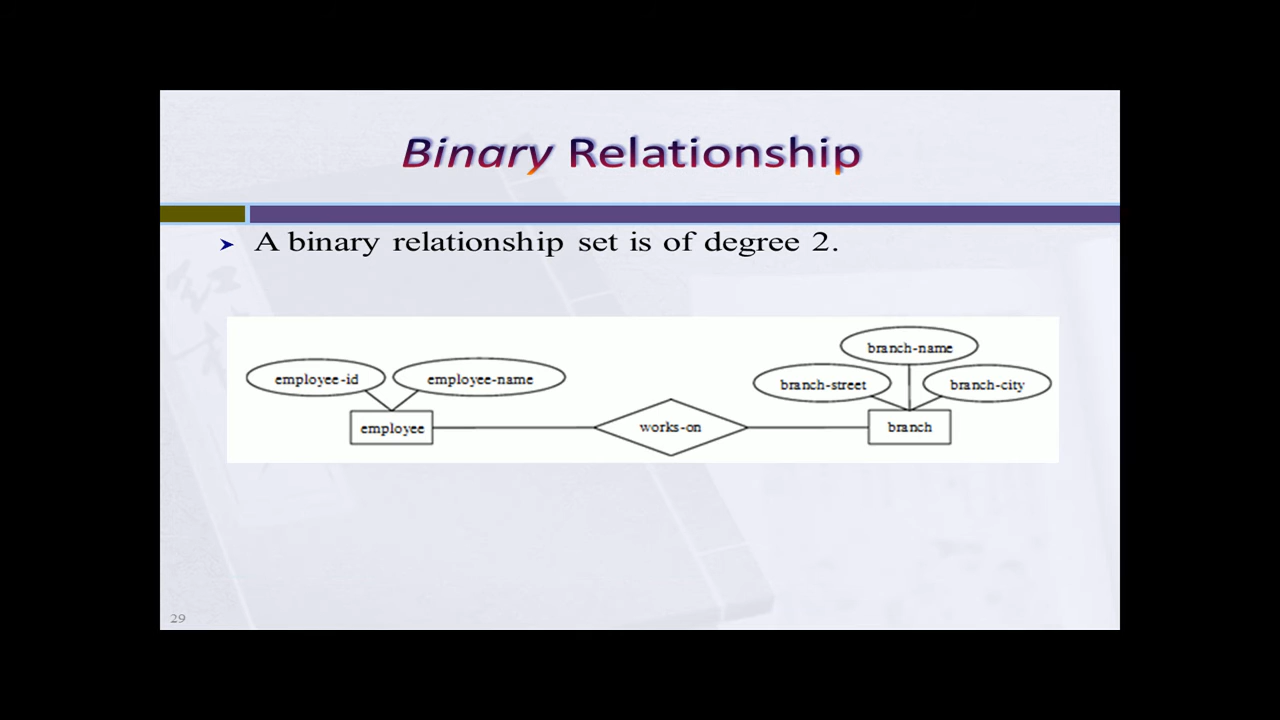 Binary Relationship
➤ A binary relationship set is of degree 2.
branch-name
employee-id employee-name branch-street branch-city
employee works-on branch
29